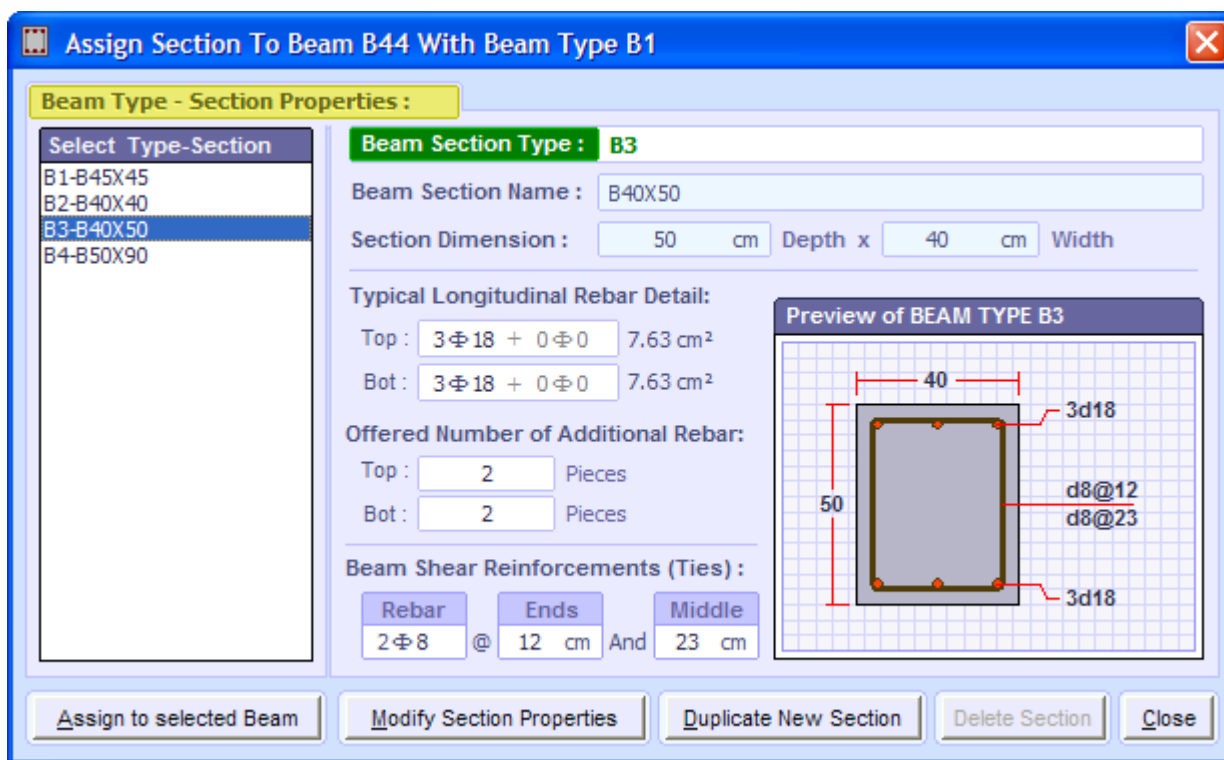 Assign Section To Beam B44 With Beam Type B1
Beam Type - Section Properties :
Select Type-Section
B1-B45X45
B2-B40X40
B3-B40X50
B4-B50X90
Beam Section Type : B3
Beam Section Name : B40X50
Section Dimension : 50 cm Depth x 40 cm Width
Typical Longitudinal Rebar Detail:
Top : 3Φ18 + 0Φ0 7.63 cm²
Bot : 3Φ18 + 0Φ0 7.63 cm²
Offered Number of Additional Rebar:
Top : 2 Pieces
Bot : 2 Pieces
Beam Shear Reinforcements (Ties) :
Rebar Ends Middle
2Φ8 @ 12 cm And 23 cm
Preview of BEAM TYPE B3
40
3d18
50
d8@12
d8@23
3d18
Assign to selected Beam
Modify Section Properties
Duplicate New Section
Delete Section
Close